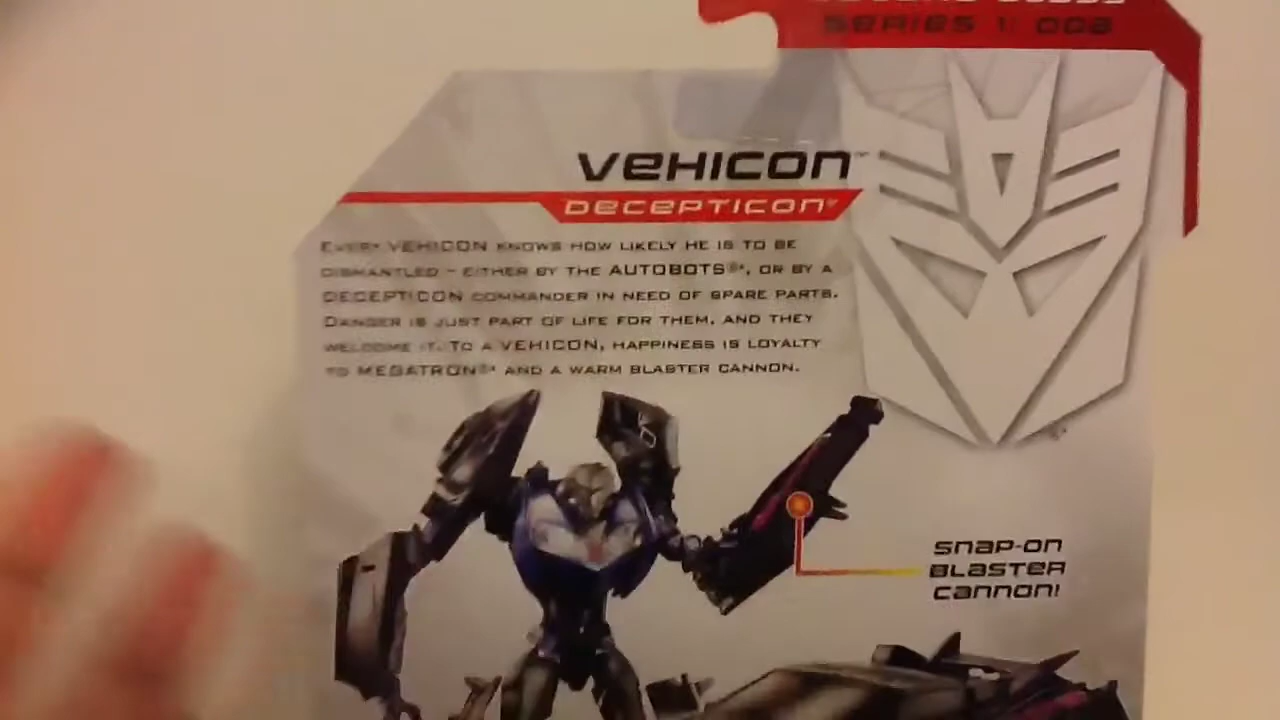 SERIES 1: 008
VEHICON™
DECEPTICON
EVERY VEHICON KNOWS HOW LIKELY HE IS TO BE
DISMANTLED – EITHER BY THE AUTOBOTS®*, OR BY A
DECEPTICON COMMANDER IN NEED OF SPARE PARTS.
DANGER IS JUST PART OF LIFE FOR THEM, AND THEY
WELCOME IT. TO A VEHICON, HAPPINESS IS LOYALTY
TO MEGATRON®* AND A WARM BLASTER CANNON.
SNAP-ON
BLASTER
CANNON!